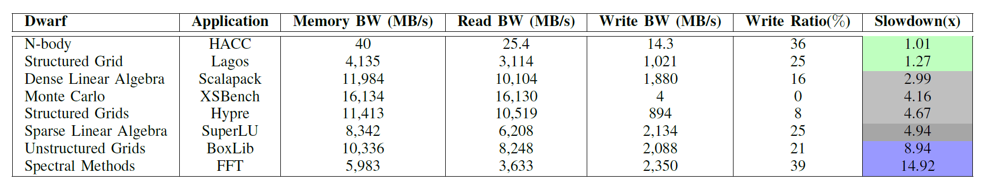 Dwarf Application Memory BW (MB/s) Read BW (MB/s) Write BW (MB/s) Write Ratio(%) Slowdown(x)
N-body HACC 40 25.4 14.3 36 1.01
Structured Grid Lagos 4,135 3,114 1,021 25 1.27
Dense Linear Algebra Scalapack 11,984 10,104 1,880 16 2.99
Monte Carlo XSBench 16,134 16,130 4 0 4.16
Structured Grids Hypre 11,413 10,519 894 8 4.67
Sparse Linear Algebra SuperLU 8,342 6,208 2,134 25 4.94
Unstructured Grids BoxLib 10,336 8,248 2,088 21 8.94
Spectral Methods FFT 5,983 3,633 2,350 39 14.92